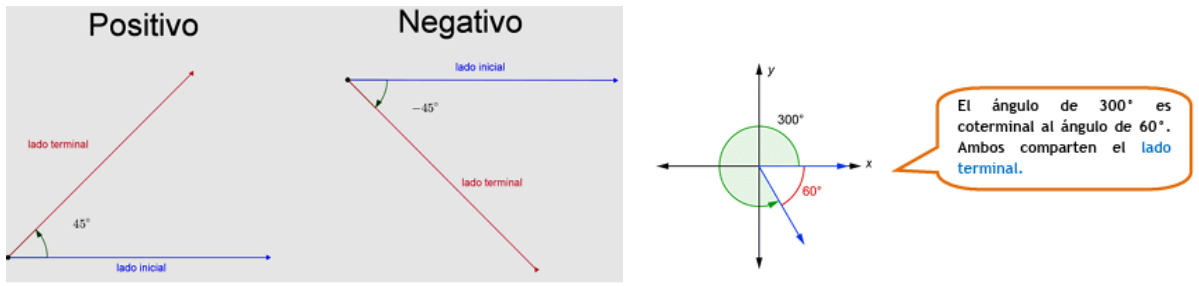 Positivo
lado terminal
45°
lado inicial
Negativo
lado inicial
−45°
lado terminal
y
300°
x
60°
El ángulo de 300° es
coterminal al ángulo de 60°.
Ambos comparten el lado
terminal.